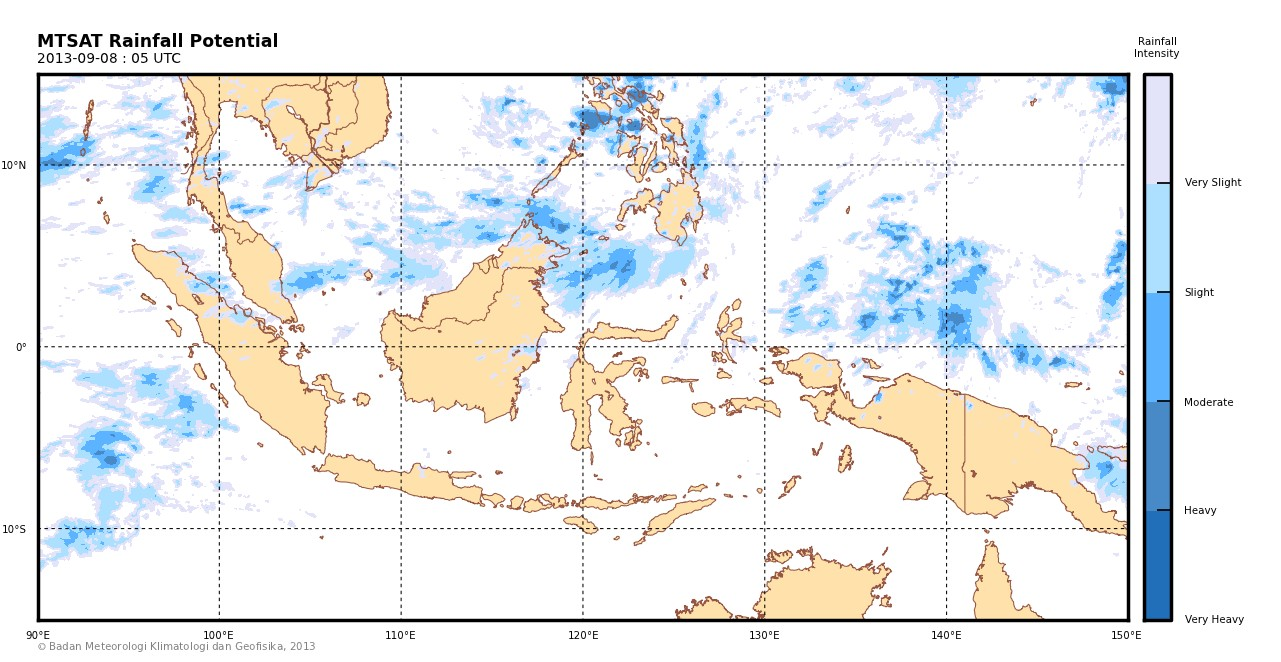 MTSAT Rainfall Potential
2013-09-08 : 05 UTC
Rainfall
Intensity
Very Slight
Slight
Moderate
Heavy
Very Heavy
10°N
0°
10°S
90°E
100°E
110°E
120°E
130°E
140°E
150°E
© Badan Meteorologi Klimatologi dan Geofisika, 2013